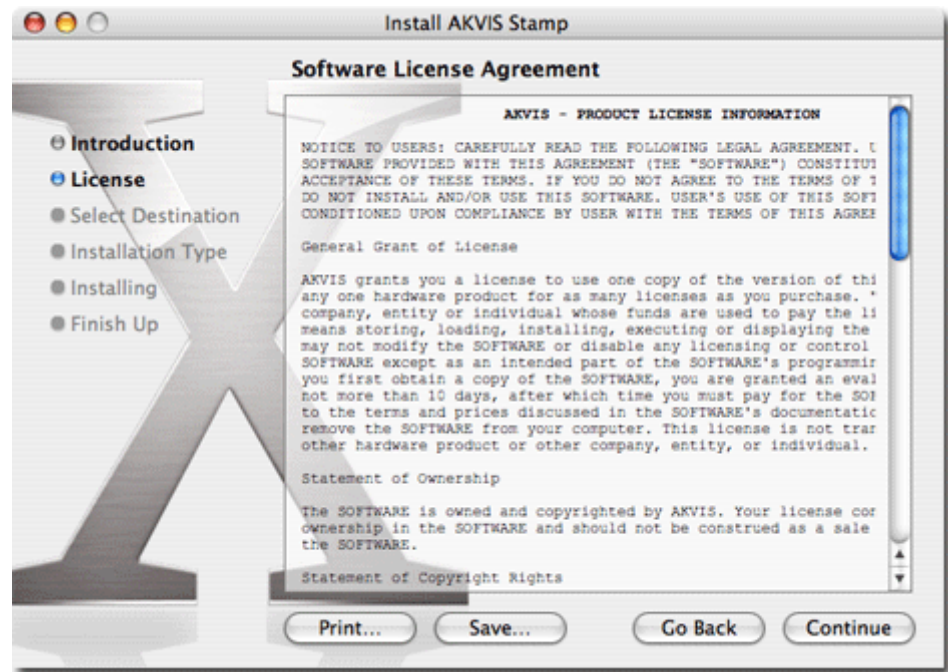 Install AKVIS Stamp
Software License Agreement
Introduction
License
Select Destination
Installation Type
Installing
Finish Up
AKVIS - PRODUCT LICENSE INFORMATION
NOTICE TO USERS: CAREFULLY READ THE FOLLOWING LEGAL AGREEMENT. U
SOFTWARE PROVIDED WITH THIS AGREEMENT (THE "SOFTWARE") CONSTITUT
ACCEPTANCE OF THESE TERMS. IF YOU DO NOT AGREE TO THE TERMS OF T
DO NOT INSTALL AND/OR USE THIS SOFTWARE. USER'S USE OF THIS SOFT
CONDITIONED UPON COMPLIANCE BY USER WITH THE TERMS OF THIS AGREE
General Grant of License
AKVIS grants you a license to use one copy of the version of thi
any one hardware product for as many licenses as you purchase. "
company, entity or individual whose funds are used to pay the li
means storing, loading, installing, executing or displaying the
may not modify the SOFTWARE or disable any licensing or control
SOFTWARE except as an intended part of the SOFTWARE's programmin
you first obtain a copy of the SOFTWARE, you are granted an eval
not more than 10 days, after which time you must pay for the SOF
to the terms and prices discussed in the SOFTWARE's documentatic
remove the SOFTWARE from your computer. This license is not tran
other hardware product or other company, entity, or individual.
Statement of Ownership
The SOFTWARE is owned and copyrighted by AKVIS. Your license con
ownership in the SOFTWARE and should not be construed as a sale
the SOFTWARE.
Statement of Copyright Rights
Print...
Save...
Go Back
Continue